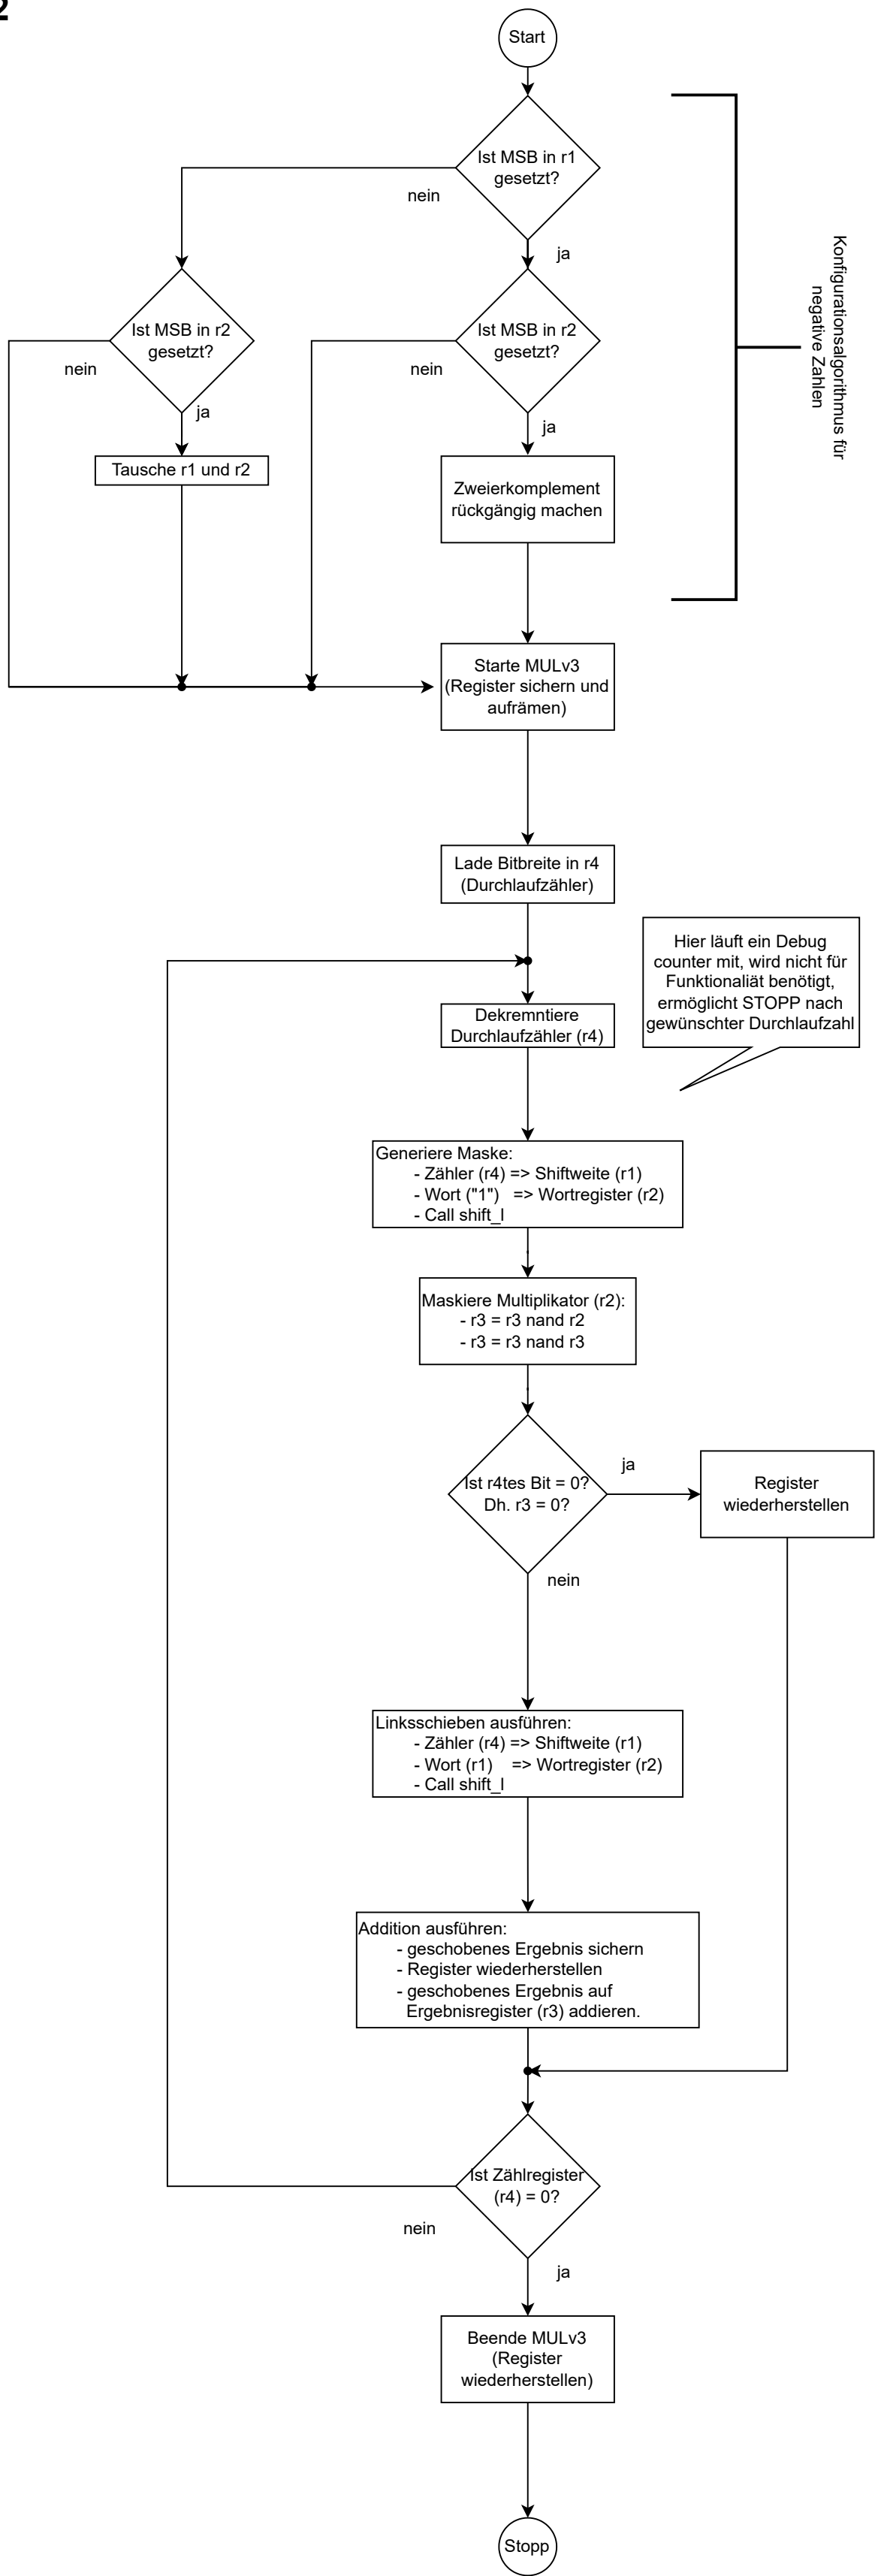 2
Start
Ist MSB in r1
gesetzt?
nein
ja
Konfigurationsalgorithmus für
negative Zahlen
Ist MSB in r2
gesetzt?
nein
ja
Ist MSB in r2
gesetzt?
nein
ja
Tausche r1 und r2
Zweierkomplement
rückgängig machen
Starte MULv3
(Register sichern und
aufrämen)
Lade Bitbreite in r4
(Durchlaufzähler)
Hier läuft ein Debug
counter mit, wird nicht für
Funktionaliät benötigt,
ermöglicht STOPP nach
gewünschter Durchlaufzahl
Dekremntiere
Durchlaufzähler (r4)
Generiere Maske:
- Zähler (r4) => Shiftweite (r1)
- Wort ("1") => Wortregister (r2)
- Call shift_l
Maskiere Multiplikator (r2):
- r3 = r3 nand r2
- r3 = r3 nand r3
Ist r4tes Bit = 0?
Dh. r3 = 0?
ja
nein
Register
wiederherstellen
Linksschieben ausführen:
- Zähler (r4) => Shiftweite (r1)
- Wort (r1) => Wortregister (r2)
- Call shift_l
Addition ausführen:
- geschobenes Ergebnis sichern
- Register wiederherstellen
- geschobenes Ergebnis auf
Ergebnisregister (r3) addieren.
Ist Zählregister
(r4) = 0?
nein
ja
Beende MULv3
(Register
wiederherstellen)
Stopp